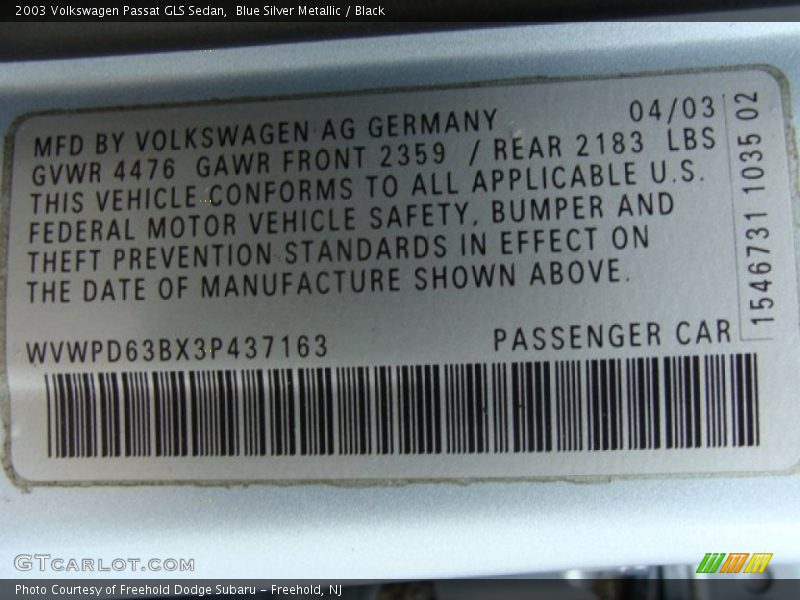 2003 Volkswagen Passat GLS Sedan,  Blue Silver Metallic / Black
MFD BY VOLKSWAGEN AG GERMANY 04/03
GVWR 4476 GAWR FRONT 2359 / REAR 2183 LBS
THIS VEHICLE CONFORMS TO ALL APPLICABLE U.S.
FEDERAL MOTOR VEHICLE SAFETY, BUMPER AND
THEFT PREVENTION STANDARDS IN EFFECT ON
THE DATE OF MANUFACTURE SHOWN ABOVE.
WVWPD63BX3P437163 PASSENGER CAR
1546731 1035 02
GTCARLOT.COM
Photo Courtesy of Freehold Dodge Subaru - Freehold, NJ